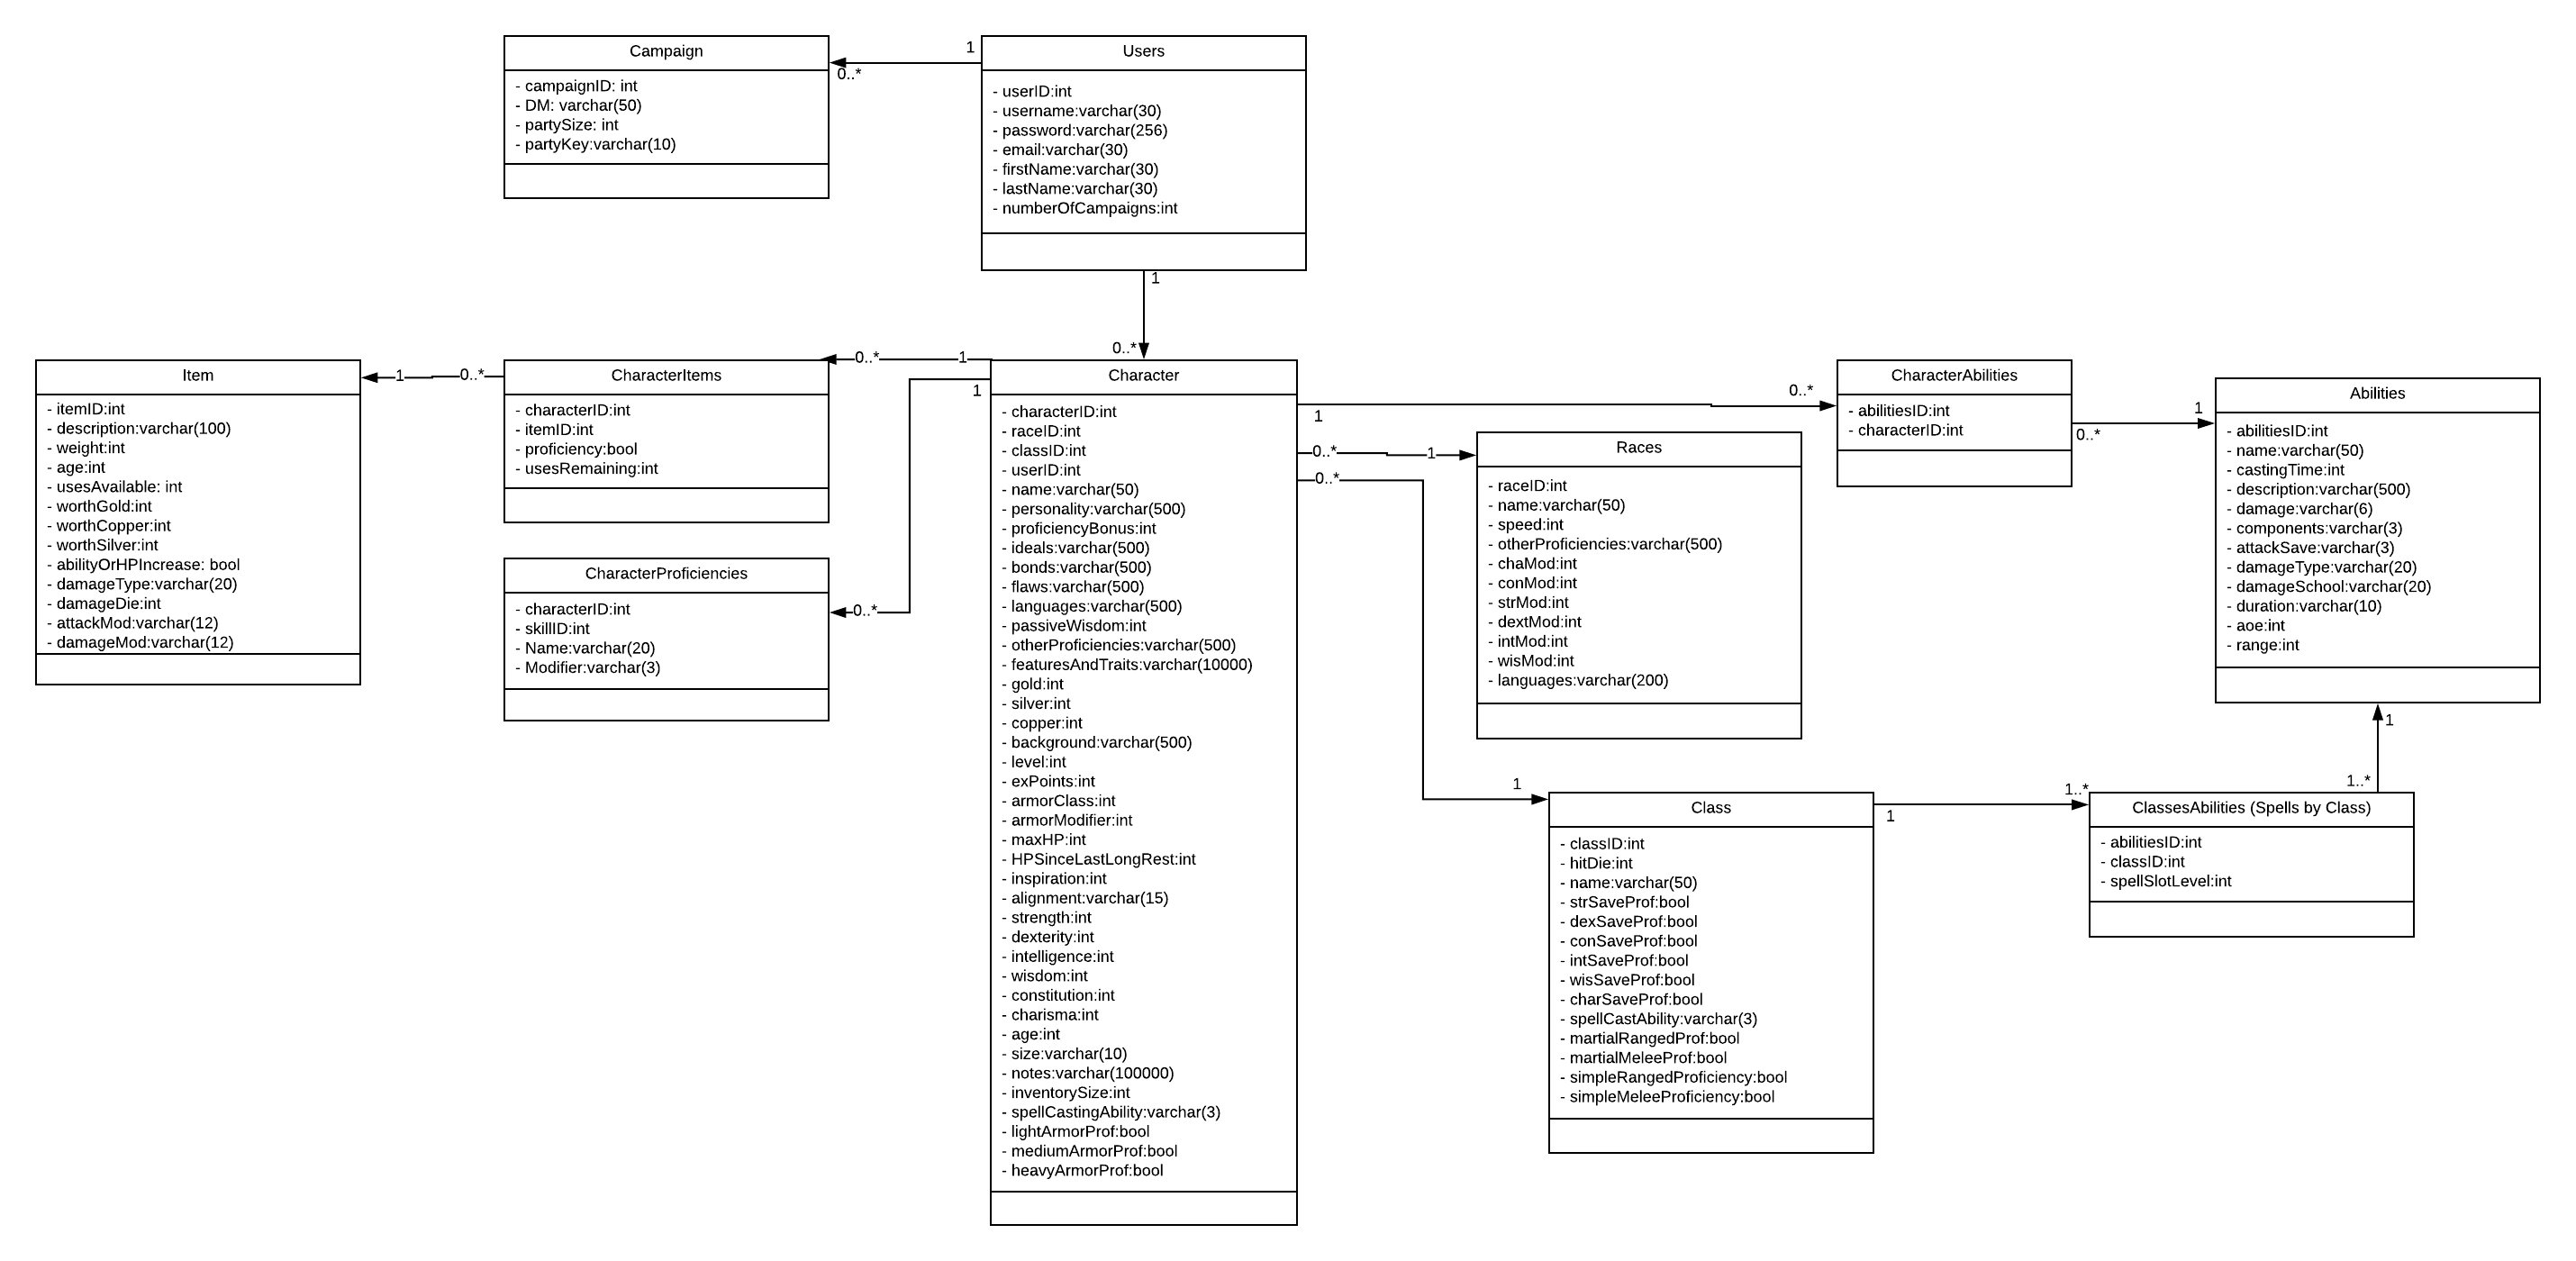 Campaign
- campaignID: int
- DM: varchar(50)
- partySize: int
- partyKey:varchar(10)
1
0..*
Users
- userID:int
- username:varchar(30)
- password:varchar(256)
- email:varchar(30)
- firstName:varchar(30)
- lastName:varchar(30)
- numberOfCampaigns:int
1
0..*
Item
- itemID:int
- description:varchar(100)
- weight:int
- age:int
- usesAvailable: int
- worthGold:int
- worthCopper:int
- worthSilver:int
- abilityOrHPIncrease: bool
- damageType:varchar(20)
- damageDie:int
- attackMod:varchar(12)
- damageMod:varchar(12)
1
0..*
CharacterItems
- characterID:int
- itemID:int
- proficiency:bool
- usesRemaining:int
0..*
1
CharacterProficiencies
- characterID:int
- skillID:int
- Name:varchar(20)
- Modifier:varchar(3)
1
0..*
Character
- characterID:int
- raceID:int
- classID:int
- userID:int
- name:varchar(50)
- personality:varchar(500)
- proficiencyBonus:int
- ideals:varchar(500)
- bonds:varchar(500)
- flaws:varchar(500)
- languages:varchar(500)
- passiveWisdom:int
- otherProficiencies:varchar(500)
- featuresAndTraits:varchar(10000)
- gold:int
- silver:int
- copper:int
- background:varchar(500)
- level:int
- exPoints:int
- armorClass:int
- armorModifier:int
- maxHP:int
- HPSinceLastLongRest:int
- inspiration:int
- alignment:varchar(15)
- strength:int
- dexterity:int
- intelligence:int
- wisdom:int
- constitution:int
- charisma:int
- age:int
- size:varchar(10)
- notes:varchar(100000)
- inventorySize:int
- spellCastingAbility:varchar(3)
- lightArmorProf:bool
- mediumArmorProf:bool
- heavyArmorProf:bool
1
0..*
0..*
1
0..*
1
Races
- raceID:int
- name:varchar(50)
- speed:int
- otherProficiencies:varchar(500)
- chaMod:int
- conMod:int
- strMod:int
- dextMod:int
- intMod:int
- wisMod:int
- languages:varchar(200)
CharacterAbilities
- abilitiesID:int
- characterID:int
1
0..*
Abilities
- abilitiesID:int
- name:varchar(50)
- castingTime:int
- description:varchar(500)
- damage:varchar(6)
- components:varchar(3)
- attackSave:varchar(3)
- damageType:varchar(20)
- damageSchool:varchar(20)
- duration:varchar(10)
- aoe:int
- range:int
1
1..*
Class
- classID:int
- hitDie:int
- name:varchar(50)
- strSaveProf:bool
- dexSaveProf:bool
- conSaveProf:bool
- intSaveProf:bool
- wisSaveProf:bool
- charSaveProf:bool
- spellCastAbility:varchar(3)
- martialRangedProf:bool
- martialMeleeProf:bool
- simpleRangedProficiency:bool
- simpleMeleeProficiency:bool
1
1..*
ClassesAbilities (Spells by Class)
- abilitiesID:int
- classID:int
- spellSlotLevel:int